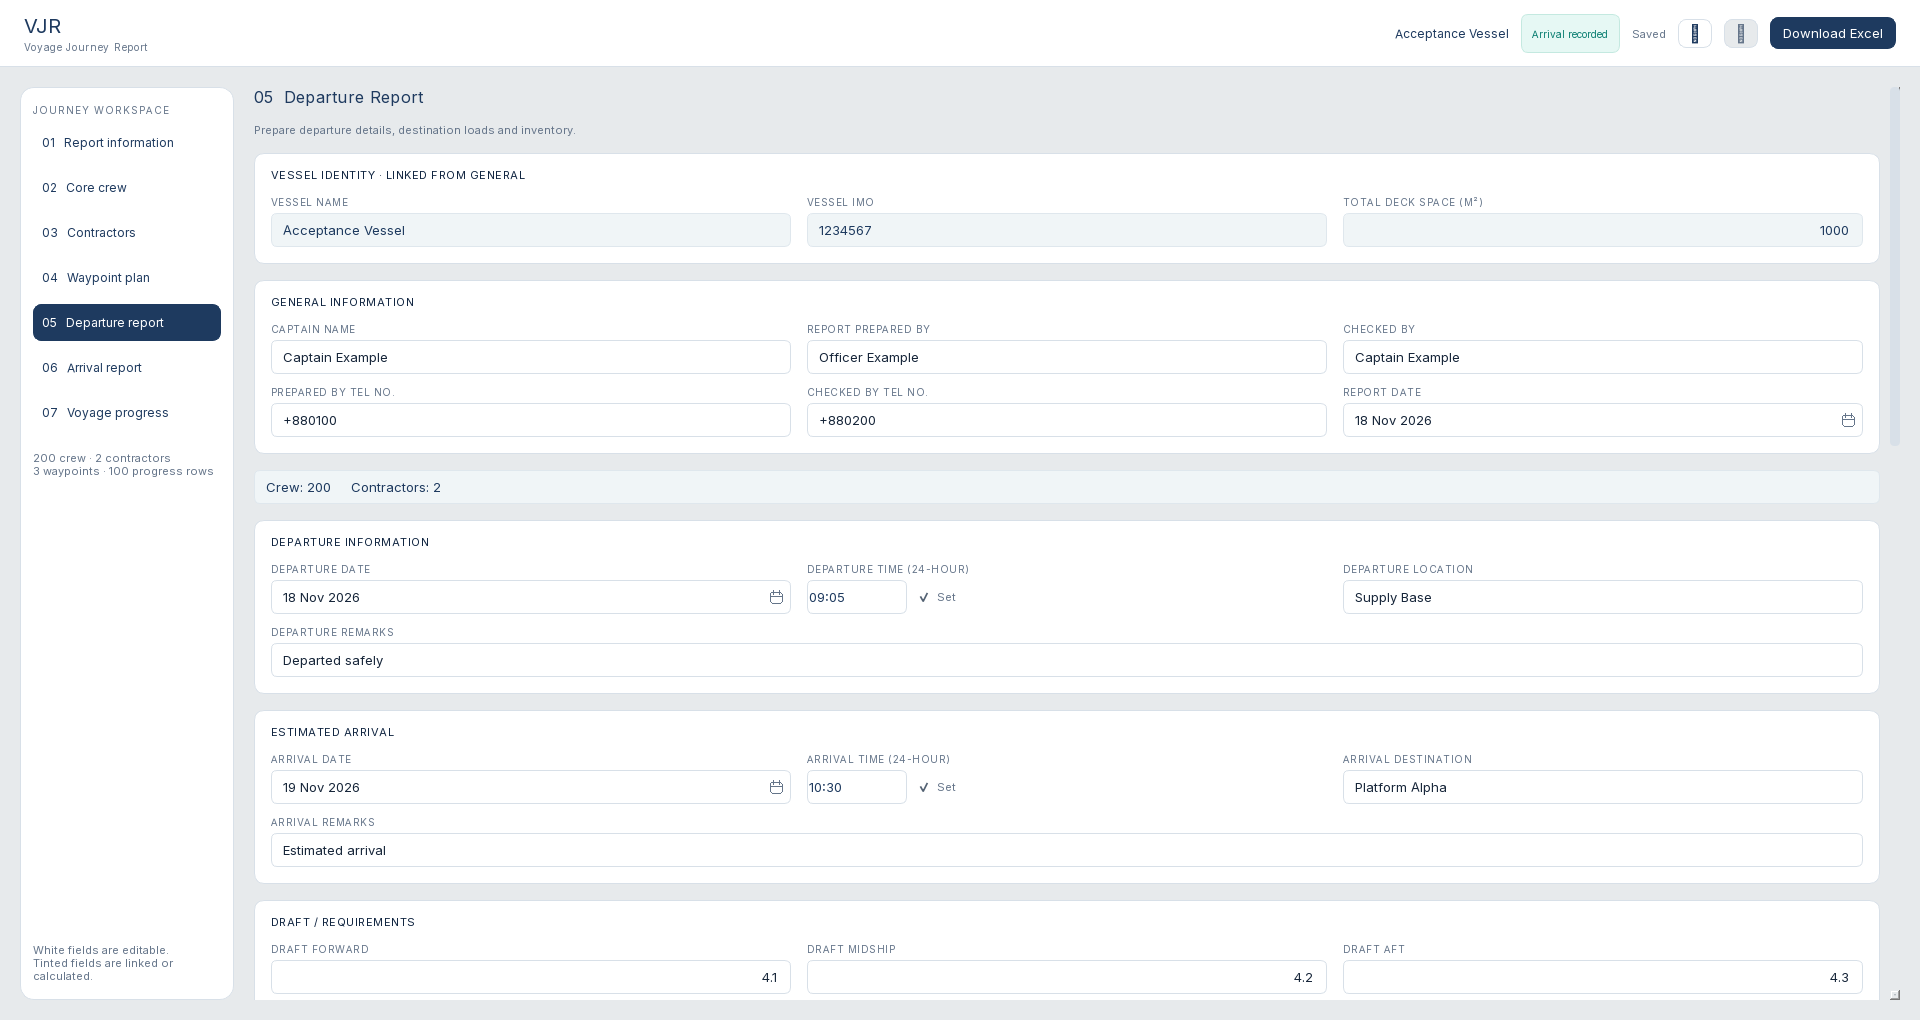 VJR
Voyage Journey Report
Acceptance Vessel
Arrival recorded
Saved
Download Excel
JOURNEY WORKSPACE
01 Report information
02 Core crew
03 Contractors
04 Waypoint plan
05 Departure report
06 Arrival report
07 Voyage progress
200 crew · 2 contractors
3 waypoints · 100 progress rows
White fields are editable.
Tinted fields are linked or
calculated.
05 Departure Report
Prepare departure details, destination loads and inventory.
VESSEL IDENTITY · LINKED FROM GENERAL
VESSEL NAME
VESSEL IMO
TOTAL DECK SPACE (M²)
Acceptance Vessel
1234567
1000
GENERAL INFORMATION
CAPTAIN NAME
REPORT PREPARED BY
CHECKED BY
Captain Example
Officer Example
Captain Example
PREPARED BY TEL NO.
CHECKED BY TEL NO.
REPORT DATE
+880100
+880200
18 Nov 2026
Crew: 200 Contractors: 2
DEPARTURE INFORMATION
DEPARTURE DATE
DEPARTURE TIME (24-HOUR)
DEPARTURE LOCATION
18 Nov 2026
09:05
✓ Set
Supply Base
DEPARTURE REMARKS
Departed safely
ESTIMATED ARRIVAL
ARRIVAL DATE
ARRIVAL TIME (24-HOUR)
ARRIVAL DESTINATION
19 Nov 2026
10:30
✓ Set
Platform Alpha
ARRIVAL REMARKS
Estimated arrival
DRAFT / REQUIREMENTS
DRAFT FORWARD
DRAFT MIDSHIP
DRAFT AFT
4.1
4.2
4.3